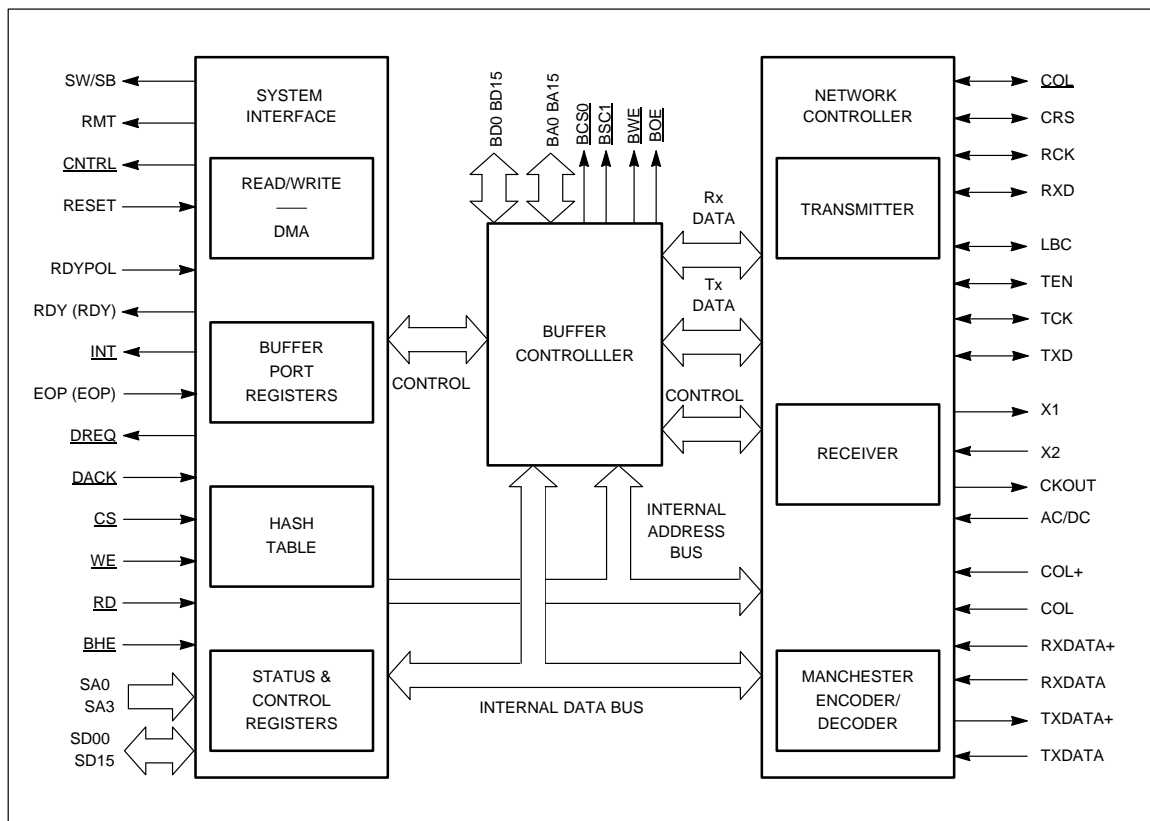 SW/SB
RMT
CNTRL
RESET
RDYPOL
RDY (RDY)
INT
EOP (EOP)
DREQ
DACK
CS
WE
RD
BHE
SA0
SA3
SD00
SD15
SYSTEM
INTERFACE
READ/WRITE
DMA
BUFFER
PORT
REGISTERS
HASH
TABLE
STATUS &
CONTROL
REGISTERS
CONTROL
BD0 BD15
BA0 BA15
BCS0
BSC1
BWE
BOE
BUFFER
CONTROLLLER
Rx
DATA
Tx
DATA
CONTROL
INTERNAL
ADDRESS
BUS
INTERNAL DATA BUS
NETWORK
CONTROLLER
TRANSMITTER
RECEIVER
MANCHESTER
ENCODER/
DECODER
COL
CRS
RCK
RXD
LBC
TEN
TCK
TXD
X1
X2
CKOUT
AC/DC
COL+
COL
RXDATA+
RXDATA
TXDATA+
TXDATA